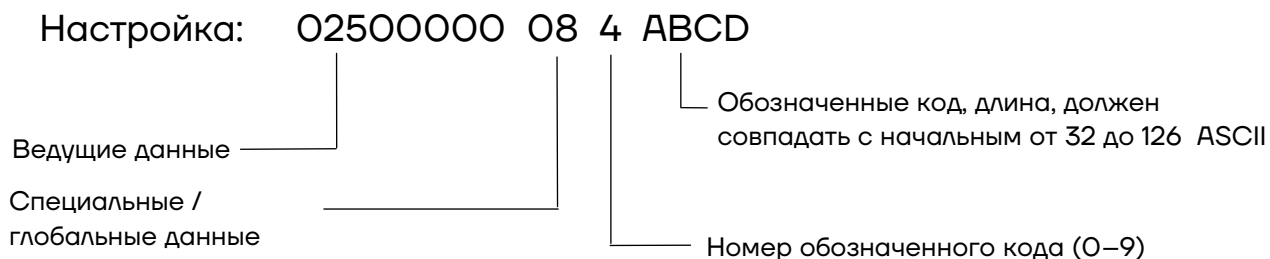 Настройка: 02500000 08 4 ABCD
Обозначенные код, длина, должен
совпадать с начальным от 32 до 126 ASCII
Ведущие данные
Специальные /
глобальные данные
Номер обозначенного кода (0–9)